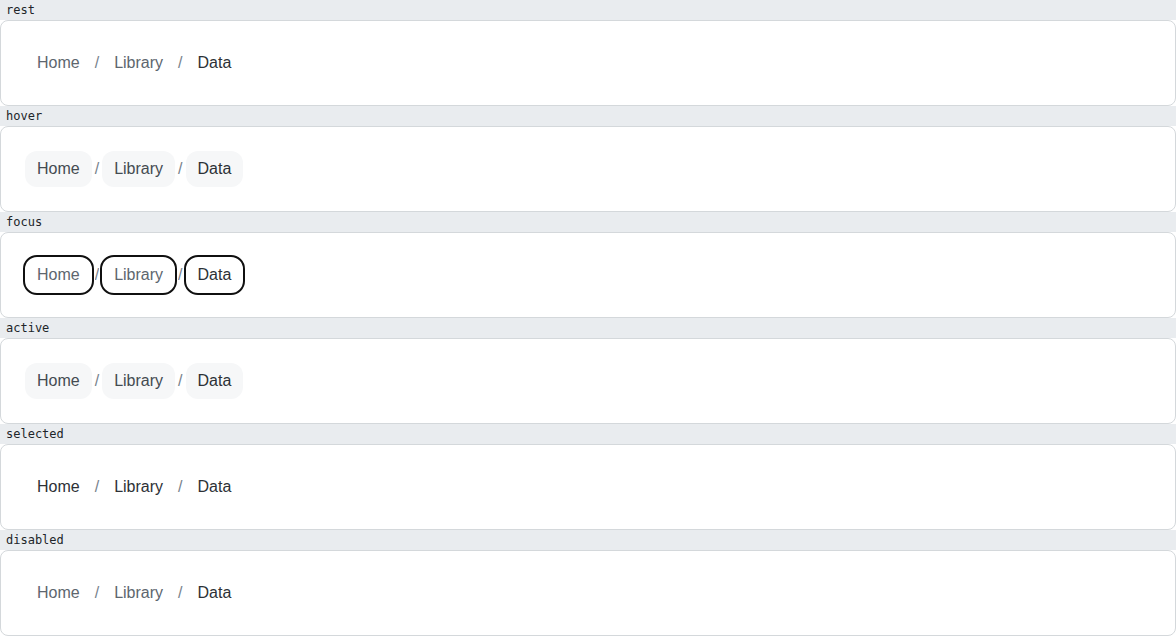 rest
Home / Library / Data
hover
Home / Library / Data
focus
Home / Library / Data
active
Home / Library / Data
selected
Home / Library / Data
disabled
Home / Library / Data